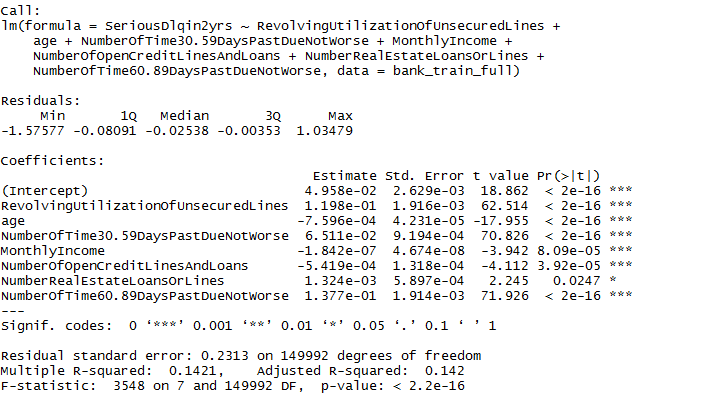 Call:
lm(formula = SeriousDlqin2yrs ~ RevolvingUtilizationOfUnsecuredLines +
    age + NumberOfTime30.59DaysPastDueNotWorse + MonthlyIncome +
    NumberOfOpenCreditLinesAndLoans + NumberRealEstateLoansOrLines +
    NumberOfTime60.89DaysPastDueNotWorse, data = bank_train_full)
Residuals:
     Min       1Q   Median       3Q      Max
-1.57577 -0.08091 -0.02538 -0.00353  1.03479
Coefficients:
                                       Estimate Std. Error t value Pr(>|t|)
(Intercept)                           4.958e-02  2.629e-03  18.862  < 2e-16 ***
RevolvingUtilizationOfUnsecuredLines  1.198e-01  1.916e-03  62.514  < 2e-16 ***
age                                  -7.596e-04  4.231e-05 -17.955  < 2e-16 ***
NumberOfTime30.59DaysPastDueNotWorse  6.511e-02  9.194e-04  70.826  < 2e-16 ***
MonthlyIncome                        -1.842e-07  4.674e-08  -3.942 8.09e-05 ***
NumberOfOpenCreditLinesAndLoans      -5.419e-04  1.318e-04  -4.112 3.92e-05 ***
NumberRealEstateLoansOrLines          1.324e-03  5.897e-04   2.245   0.0247 *
NumberOfTime60.89DaysPastDueNotWorse  1.377e-01  1.914e-03  71.926  < 2e-16 ***
---
Signif. codes:  0 ‘***’ 0.001 ‘**’ 0.01 ‘*’ 0.05 ‘.’ 0.1 ‘ ’ 1
Residual standard error: 0.2313 on 149992 degrees of freedom
Multiple R-squared:  0.1421,    Adjusted R-squared:  0.142
F-statistic:  3548 on 7 and 149992 DF,  p-value: < 2.2e-16